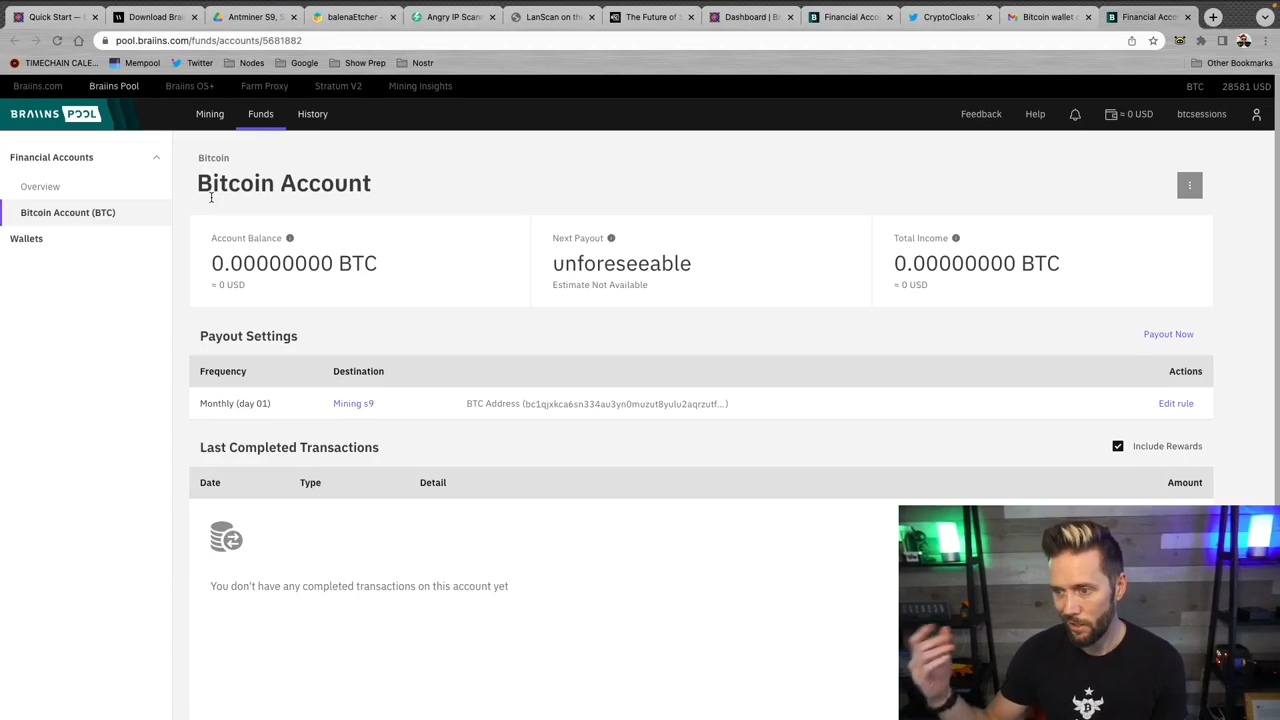 Quick Start — 
Download Brai
Antminer S9, S
balenaEtcher -
Angry IP Scan
LanScan on th
The Future of
Dashboard | Br
Financial Acco
CryptoCloaks
Bitcoin wallet
Financial Acco
pool.braiins.com/funds/accounts/5681882
TIMECHAIN CALE...
Mempool
Twitter
Nodes
Google
Show Prep
Nostr
Other Bookmarks
Braiins.com
Braiins Pool
Braiins OS+
Farm Proxy
Stratum V2
Mining Insights
BTC
28581 USD
BRAIINS POOL
Mining
Funds
History
Feedback
Help
≈ 0 USD
btcsessions
Financial Accounts
Overview
Bitcoin Account (BTC)
Wallets
Bitcoin
Bitcoin Account
Account Balance
0.00000000 BTC
≈ 0 USD
Next Payout
unforeseeable
Estimate Not Available
Total Income
0.00000000 BTC
≈ 0 USD
Payout Settings
Payout Now
Frequency
Destination
Actions
Monthly (day 01)
Mining s9
BTC Address (bc1qjxkca6sn334au3yn0muzut8yulu2aqrzutf...)
Edit rule
Last Completed Transactions
Include Rewards
Date
Type
Detail
Amount
You don't have any completed transactions on this account yet